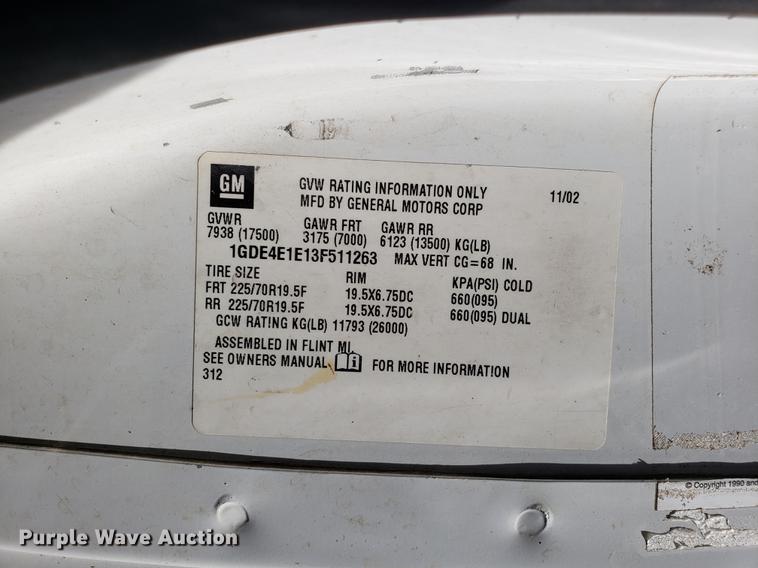 GM
GVW RATING INFORMATION ONLY 11/02
MFD BY GENERAL MOTORS CORP
GVWR GAWR FRT GAWR RR
7938 (17500) 3175 (7000) 6123 (13500) KG(LB)
1GDE4E1E13F511263 MAX VERT CG=68 IN.
TIRE SIZE RIM KPA(PSI) COLD
FRT 225/70R19.5F 19.5X6.75DC 660(095)
RR 225/70R19.5F 19.5X6.75DC 660(095) DUAL
GCW RATING KG(LB) 11793 (26000)
ASSEMBLED IN FLINT MI.
SEE OWNERS MANUAL i FOR MORE INFORMATION
312
© Copyright 1990 and
Purple Wave Auction